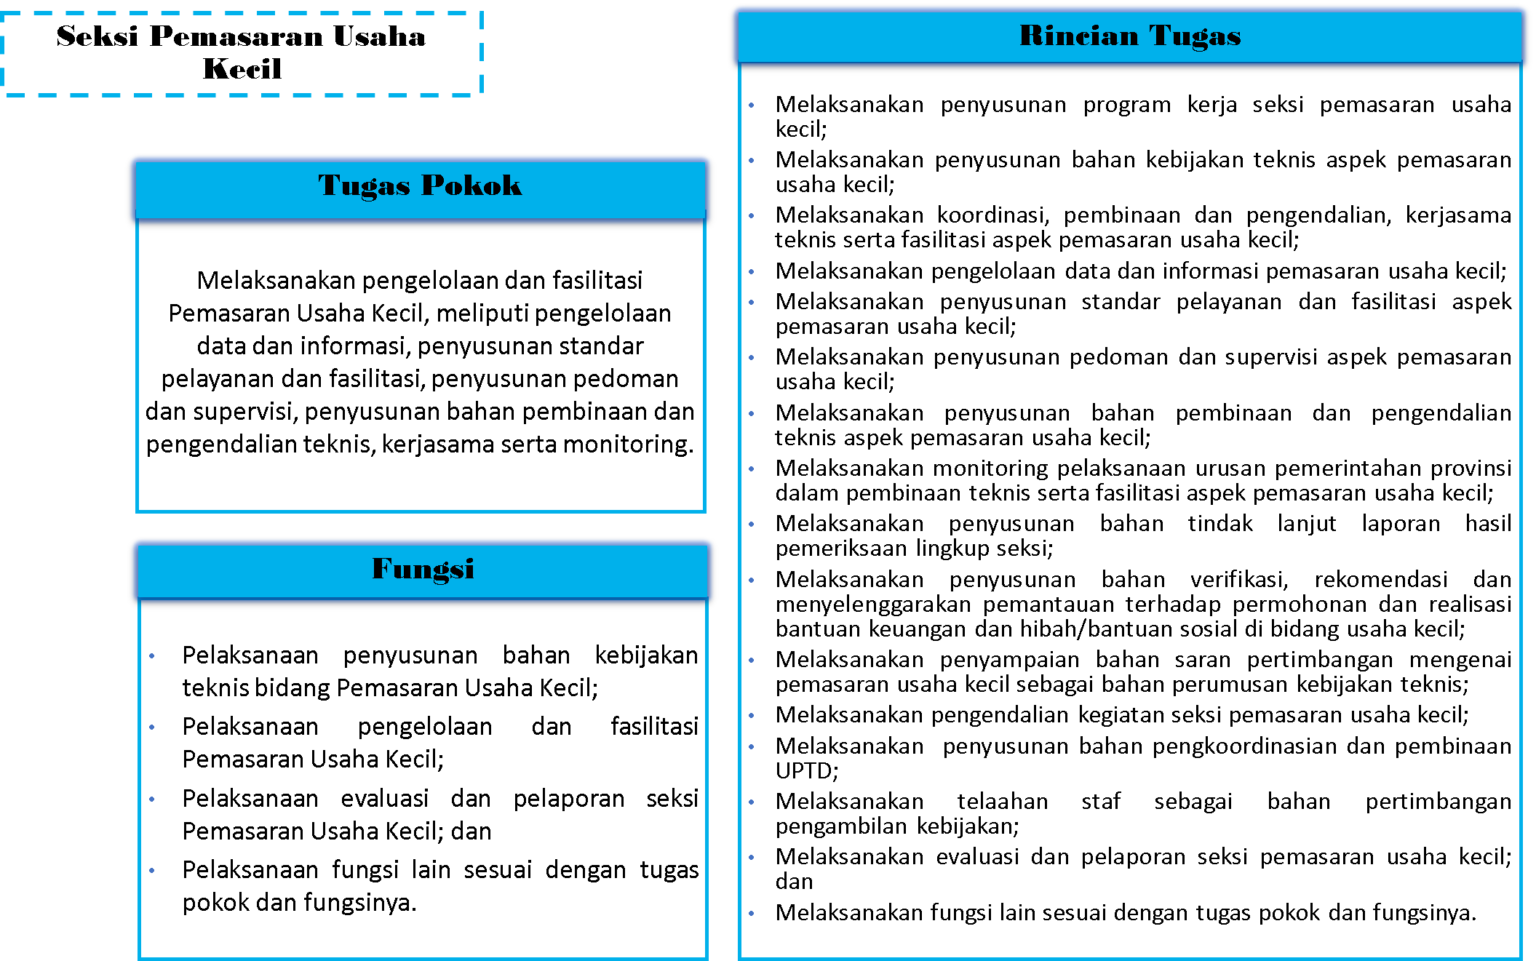 Seksi Pemasaran Usaha
Kecil
Tugas Pokok
Melaksanakan pengelolaan dan fasilitasi
Pemasaran Usaha Kecil, meliputi pengelolaan
data dan informasi, penyusunan standar
pelayanan dan fasilitasi, penyusunan pedoman
dan supervisi, penyusunan bahan pembinaan dan
pengendalian teknis, kerjasama serta monitoring.
Fungsi
• Pelaksanaan penyusunan bahan kebijakan
teknis bidang Pemasaran Usaha Kecil;
• Pelaksanaan pengelolaan dan fasilitasi
Pemasaran Usaha Kecil;
• Pelaksanaan evaluasi dan pelaporan seksi
Pemasaran Usaha Kecil; dan
• Pelaksanaan fungsi lain sesuai dengan tugas
pokok dan fungsinya.
Rincian Tugas
• Melaksanakan penyusunan program kerja seksi pemasaran usaha
kecil;
• Melaksanakan penyusunan bahan kebijakan teknis aspek pemasaran
usaha kecil;
• Melaksanakan koordinasi, pembinaan dan pengendalian, kerjasama
teknis serta fasilitasi aspek pemasaran usaha kecil;
• Melaksanakan pengelolaan data dan informasi pemasaran usaha kecil;
• Melaksanakan penyusunan standar pelayanan dan fasilitasi aspek
pemasaran usaha kecil;
• Melaksanakan penyusunan pedoman dan supervisi aspek pemasaran
usaha kecil;
• Melaksanakan penyusunan bahan pembinaan dan pengendalian
teknis aspek pemasaran usaha kecil;
• Melaksanakan monitoring pelaksanaan urusan pemerintahan provinsi
dalam pembinaan teknis serta fasilitasi aspek pemasaran usaha kecil;
• Melaksanakan penyusunan bahan tindak lanjut laporan hasil
pemeriksaan lingkup seksi;
• Melaksanakan penyusunan bahan verifikasi, rekomendasi dan
menyelenggarakan pemantauan terhadap permohonan dan realisasi
bantuan keuangan dan hibah/bantuan sosial di bidang usaha kecil;
• Melaksanakan penyampaian bahan saran pertimbangan mengenai
pemasaran usaha kecil sebagai bahan perumusan kebijakan teknis;
• Melaksanakan pengendalian kegiatan seksi pemasaran usaha kecil;
• Melaksanakan penyusunan bahan pengkoordinasian dan pembinaan
UPTD;
• Melaksanakan telaahan staf sebagai bahan pertimbangan
pengambilan kebijakan;
• Melaksanakan evaluasi dan pelaporan seksi pemasaran usaha kecil;
dan
• Melaksanakan fungsi lain sesuai dengan tugas pokok dan fungsinya.